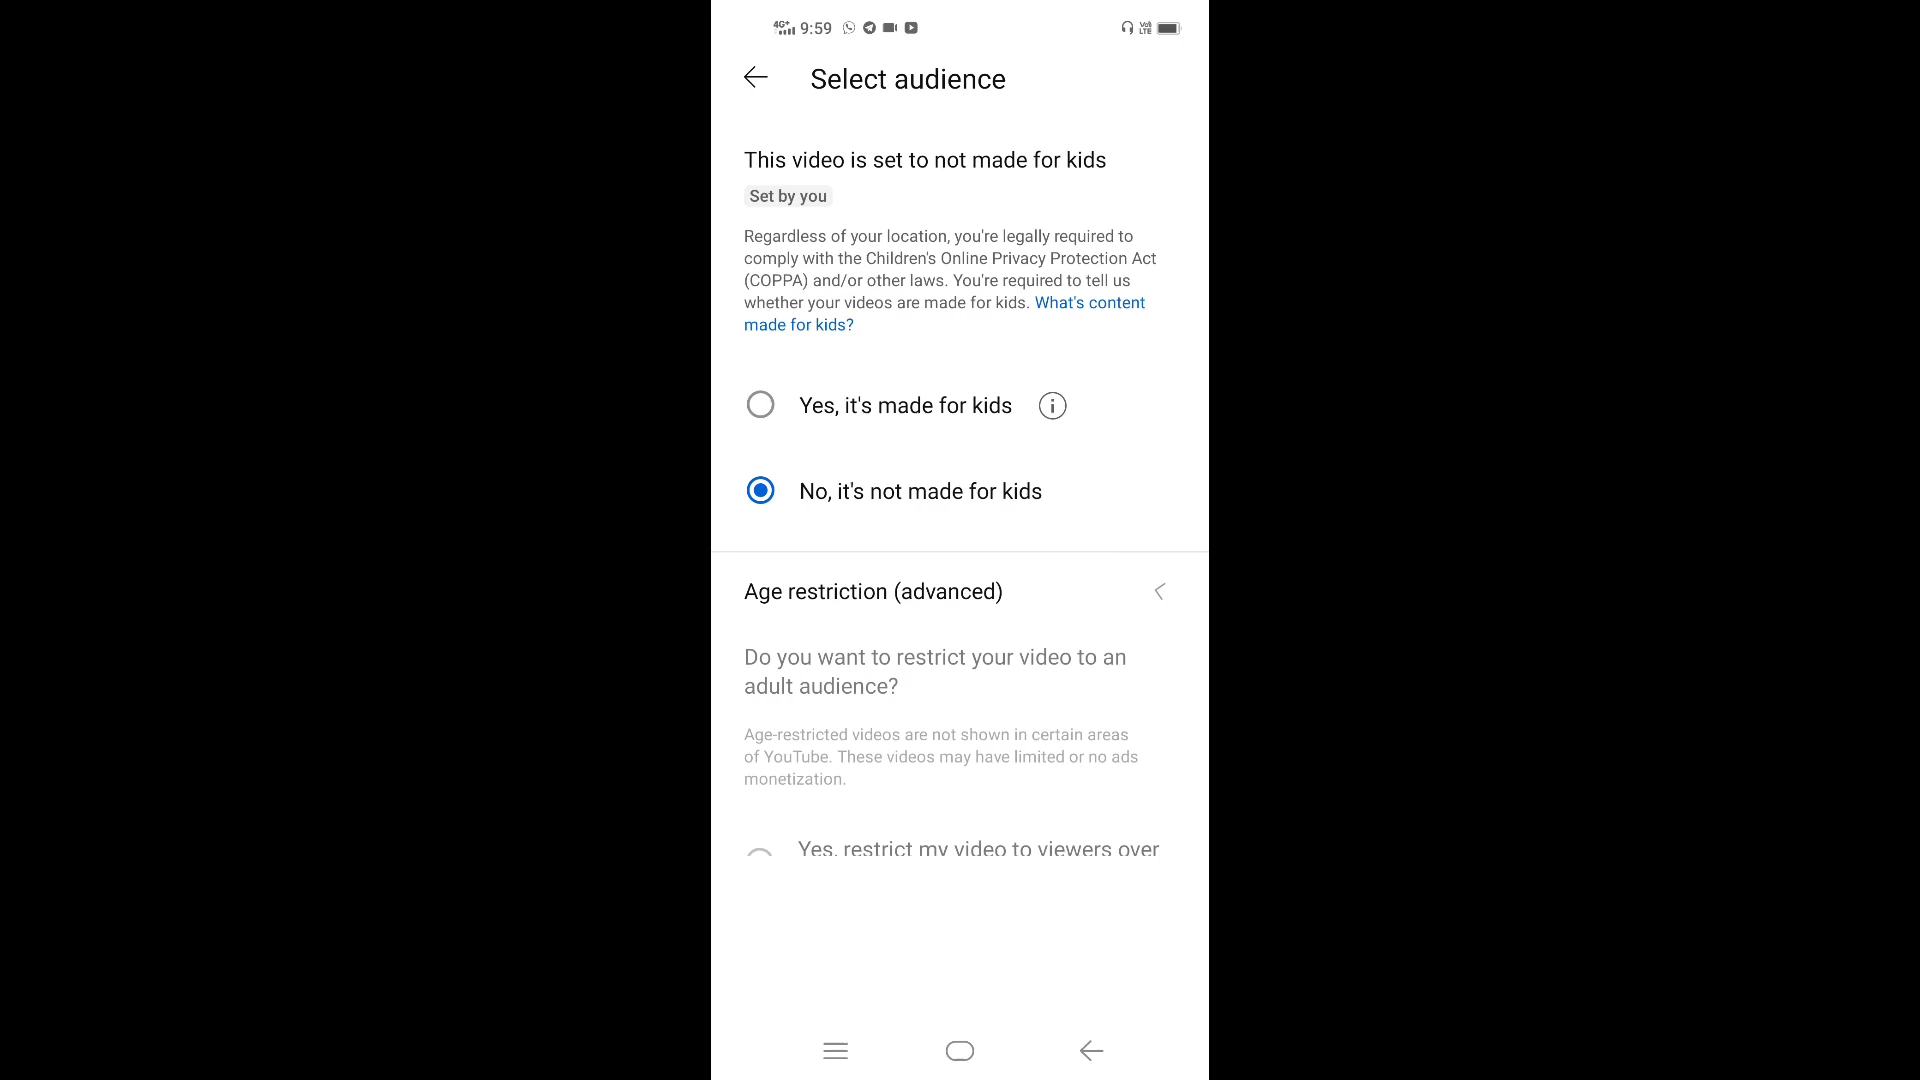 4G+ 9:59
VoLTE
Select audience
This video is set to not made for kids
Set by you
Regardless of your location, you're legally required to
comply with the Children's Online Privacy Protection Act
(COPPA) and/or other laws. You're required to tell us
whether your videos are made for kids. What's content
made for kids?
Yes, it's made for kids
No, it's not made for kids
Age restriction (advanced)
Do you want to restrict your video to an
adult audience?
Age-restricted videos are not shown in certain areas
of YouTube. These videos may have limited or no ads
monetization.
Yes, restrict my video to viewers over